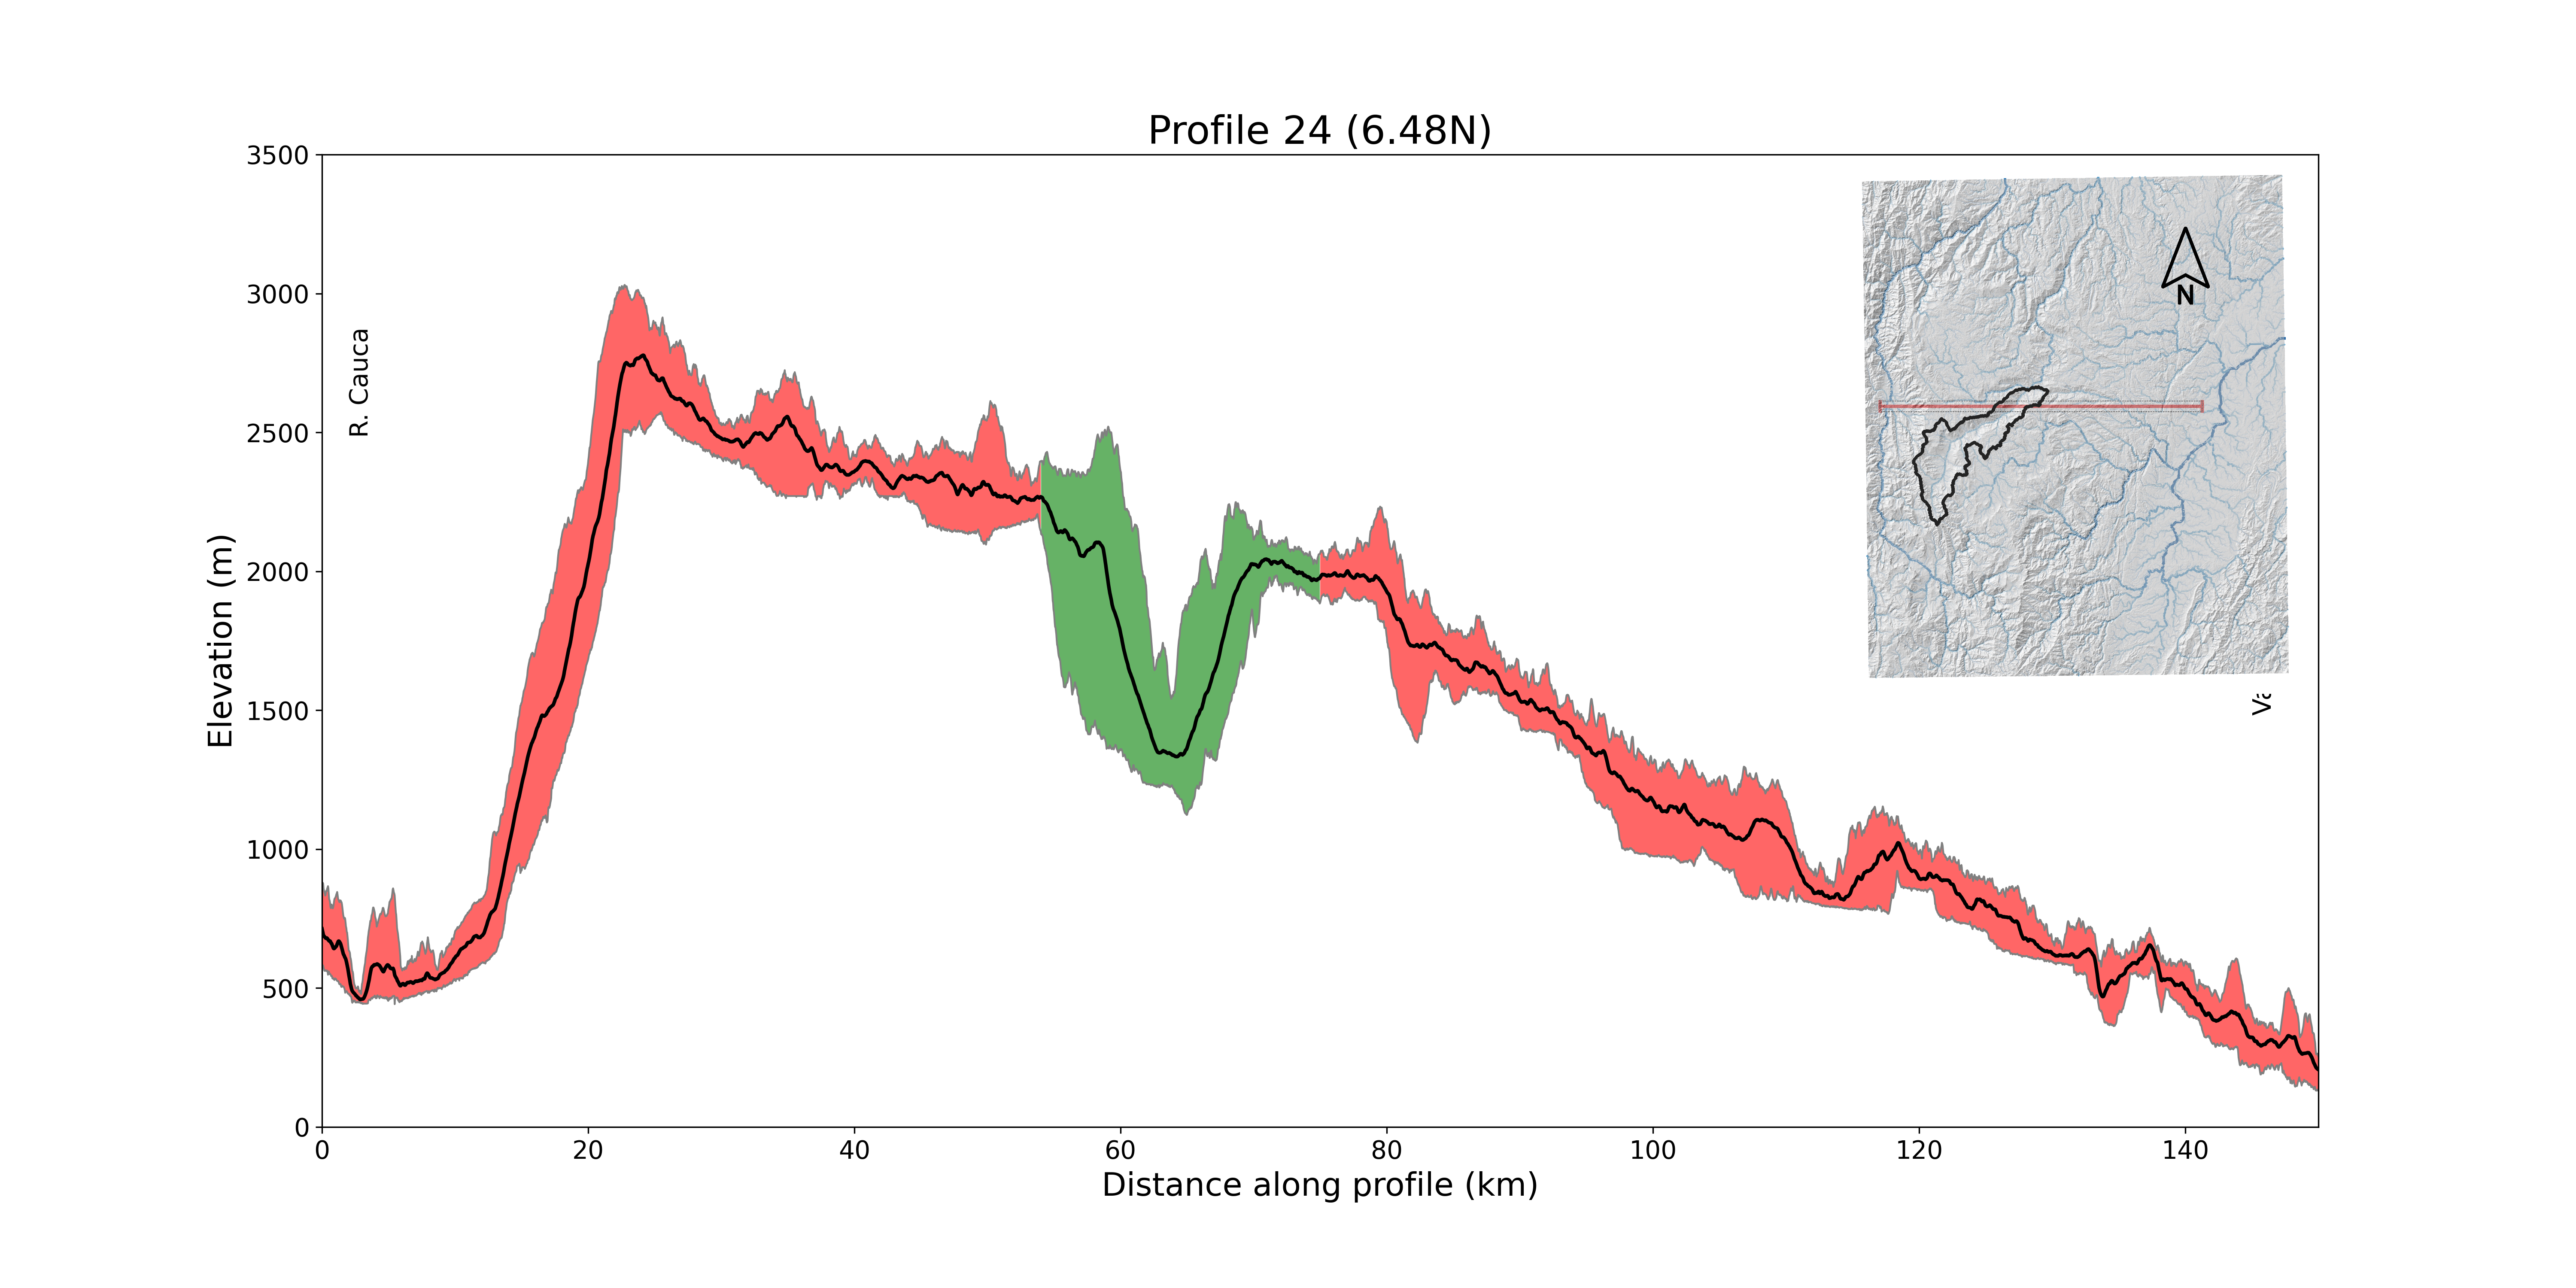 Profile 24 (6.48N)
3500
3000
2500
2000
1500
1000
500
0
Elevation (m)
R. Cauca
N
0 20 40 60 80 100 120 140
Distance along profile (km)